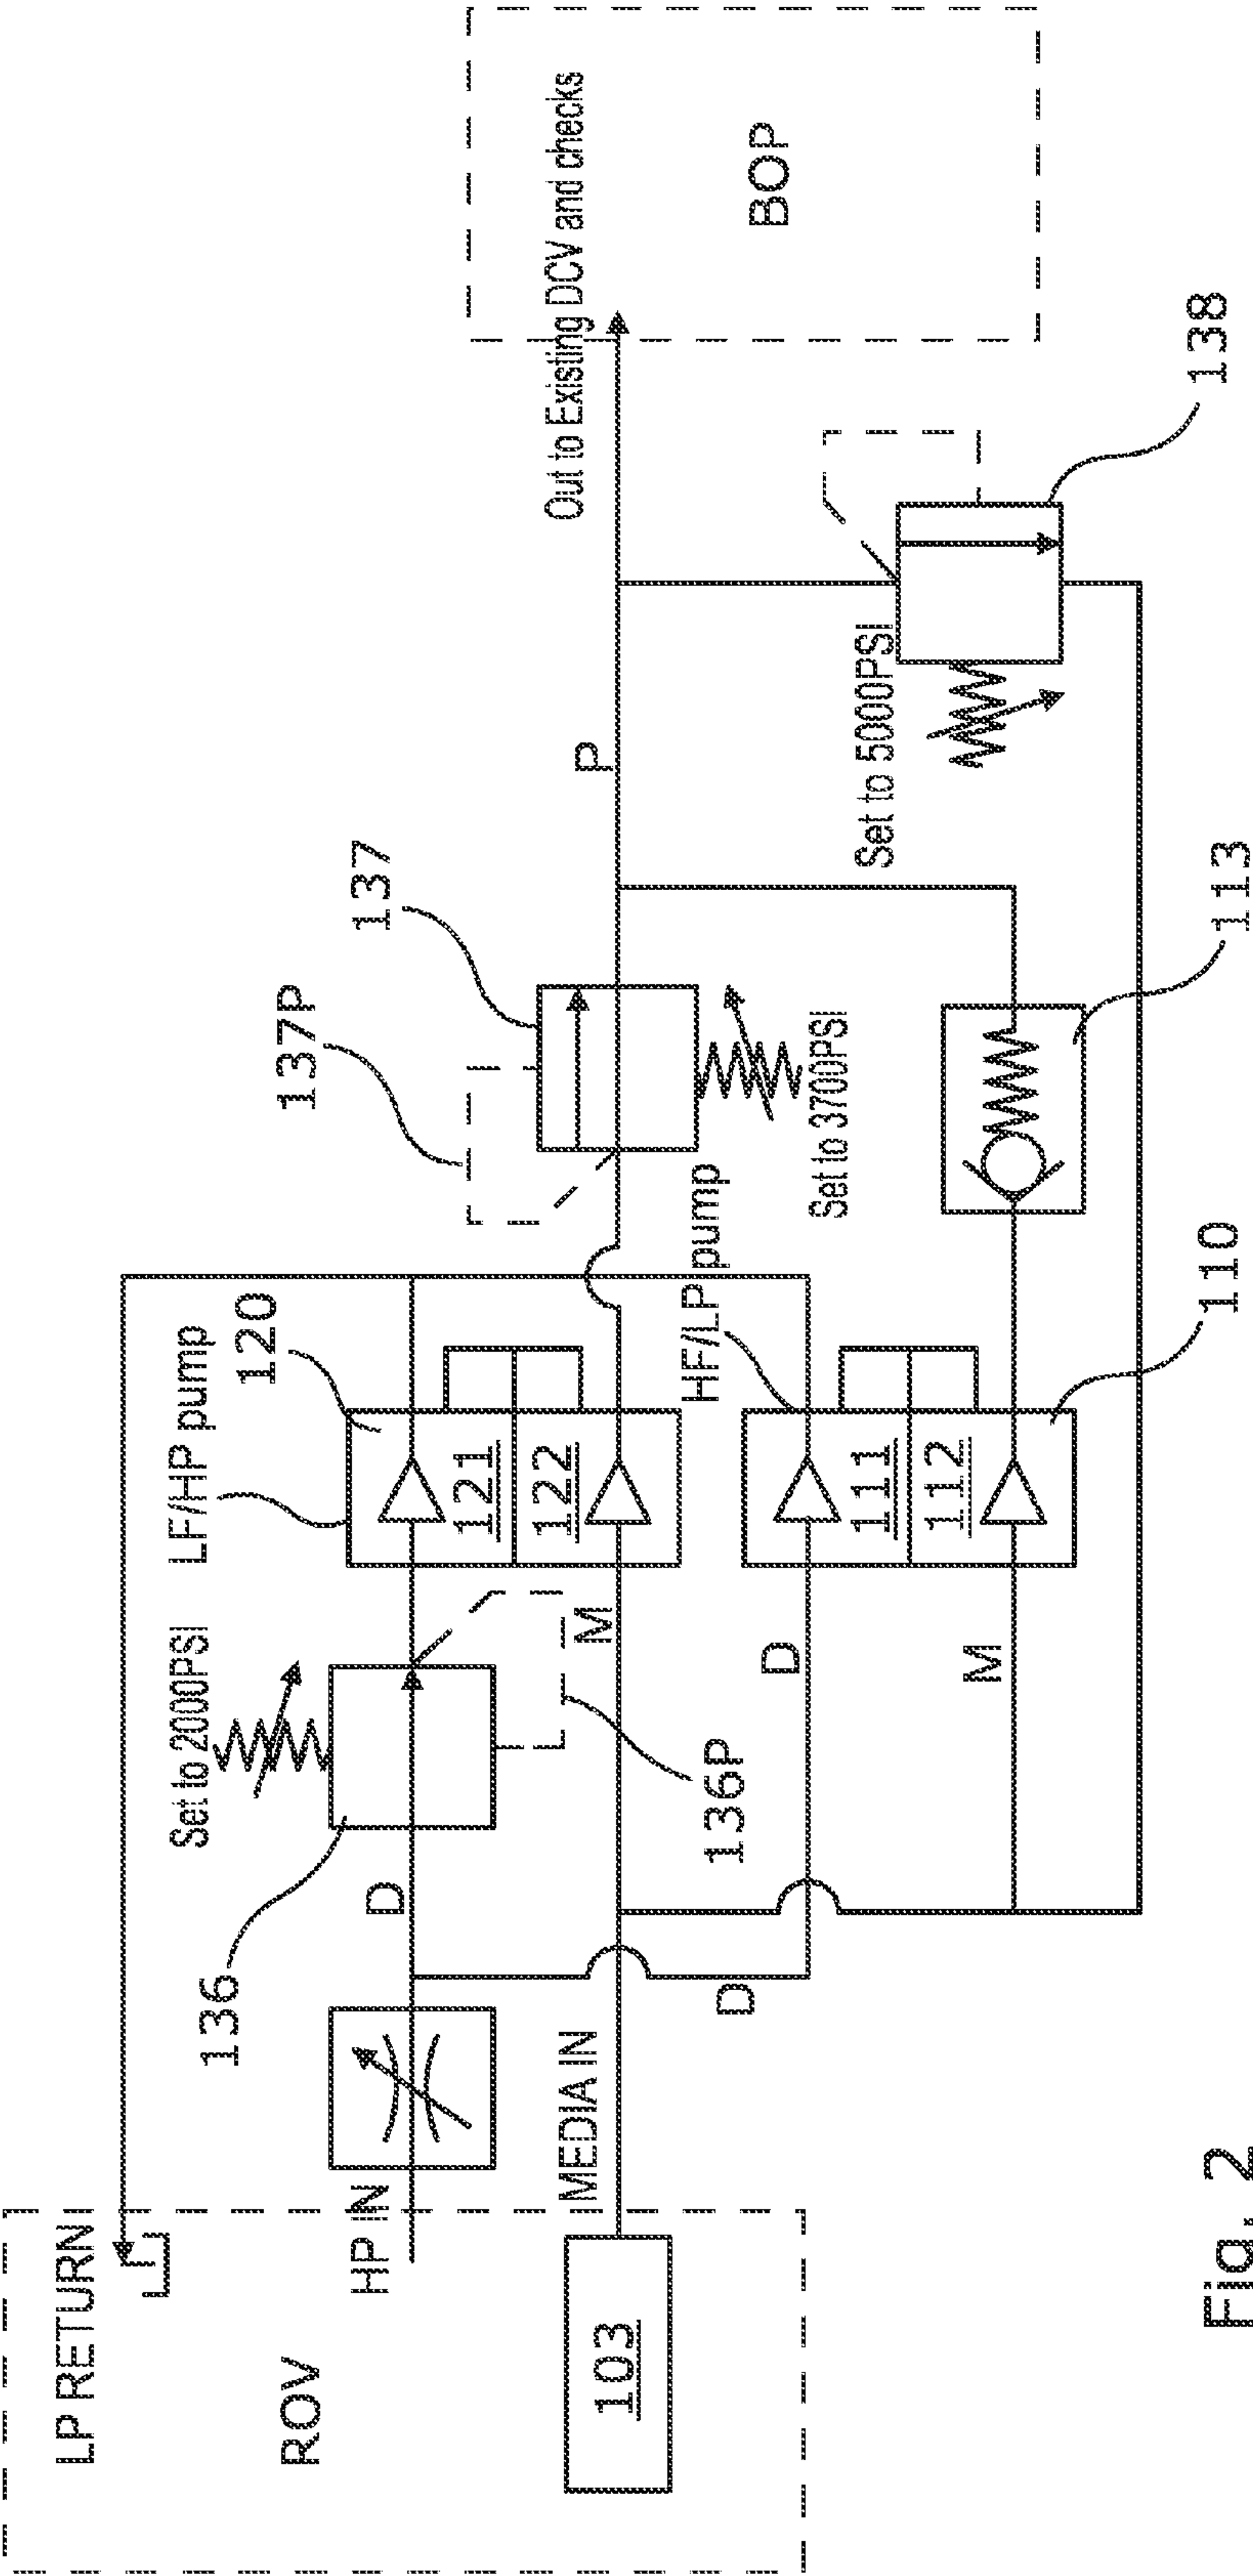 LP RETURN
ROV
HP IN
103
MEDIA IN
136
D
D
Set to 2000PSI
136P
M
D
M
LF/HP pump
120
121
122
HF/LP pump
111
112
110
137P
137
Set to 3700PSI
113
P
Set to 5000PSI
138
Out to Existing DCV and checks
BOP
Fig. 2